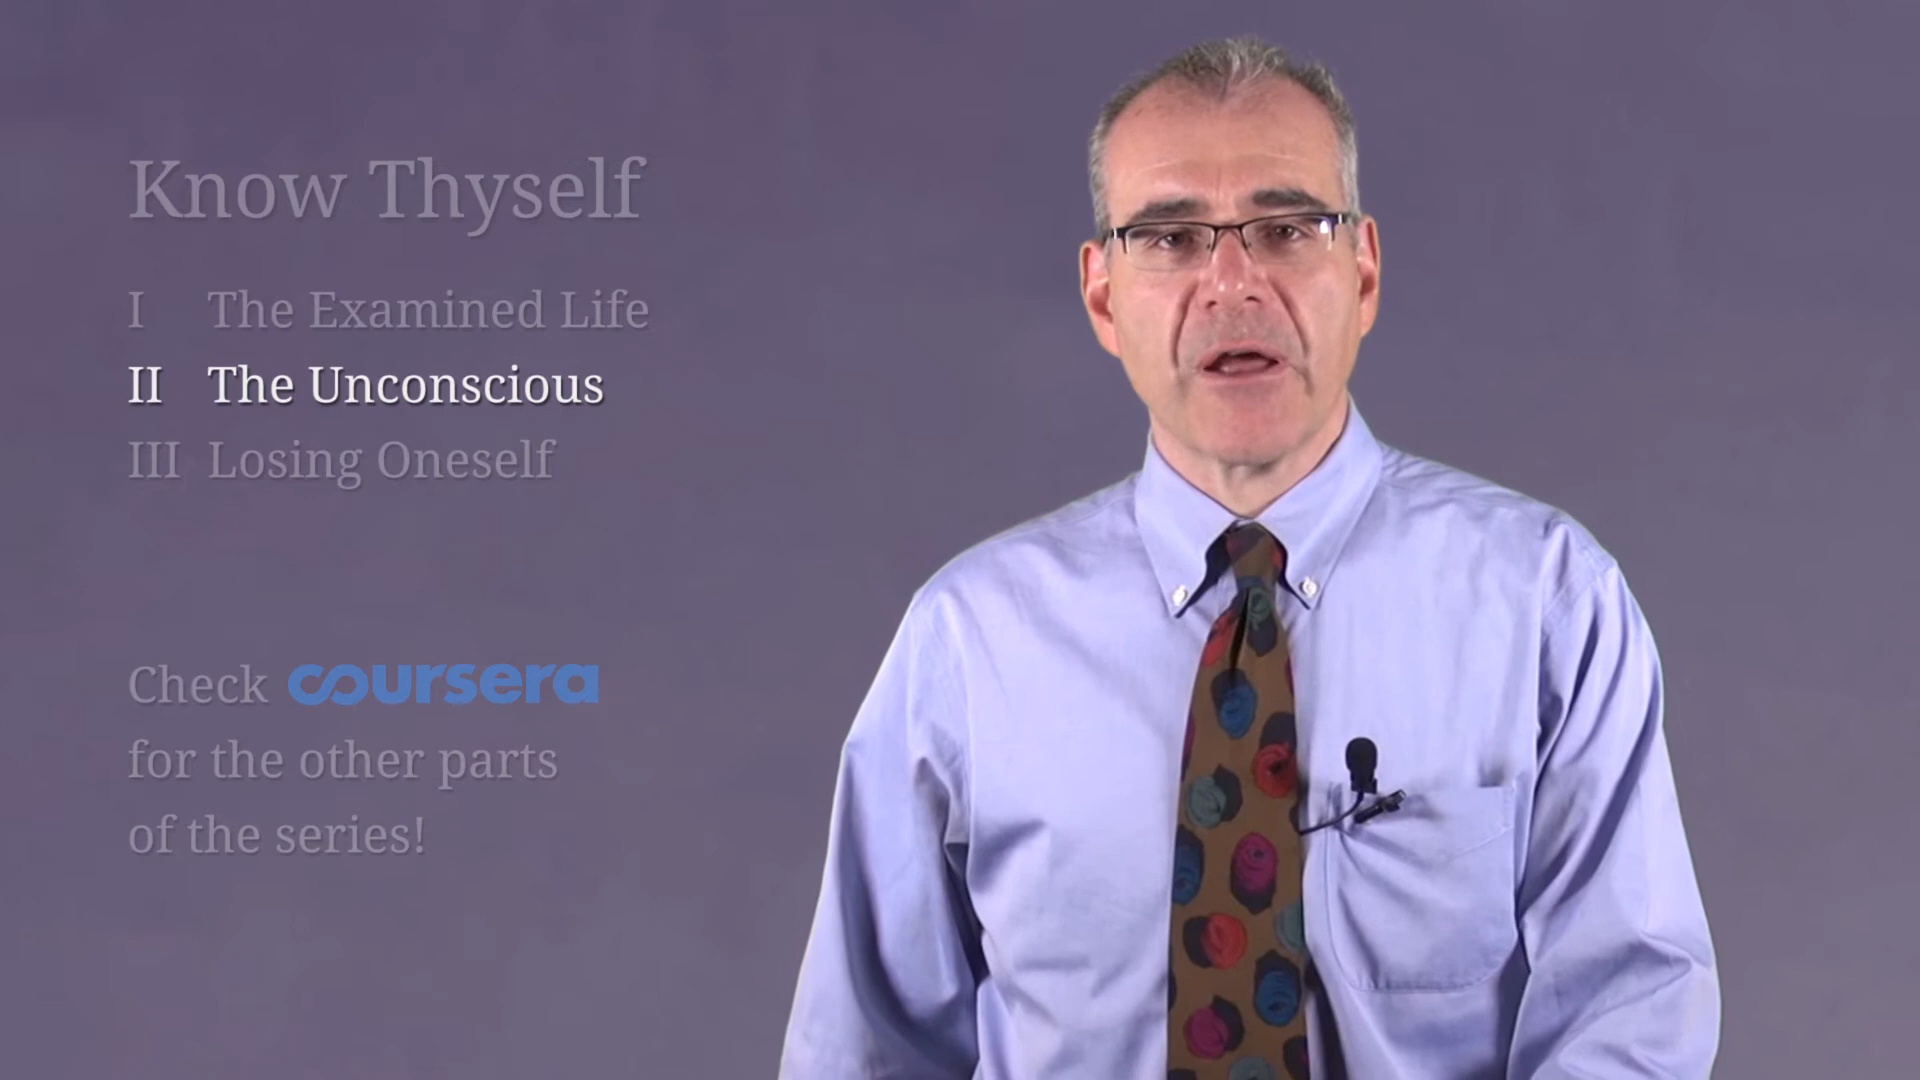 Know Thyself
I The Examined Life
II The Unconscious
III Losing Oneself
Check coursera
for the other parts
of the series!